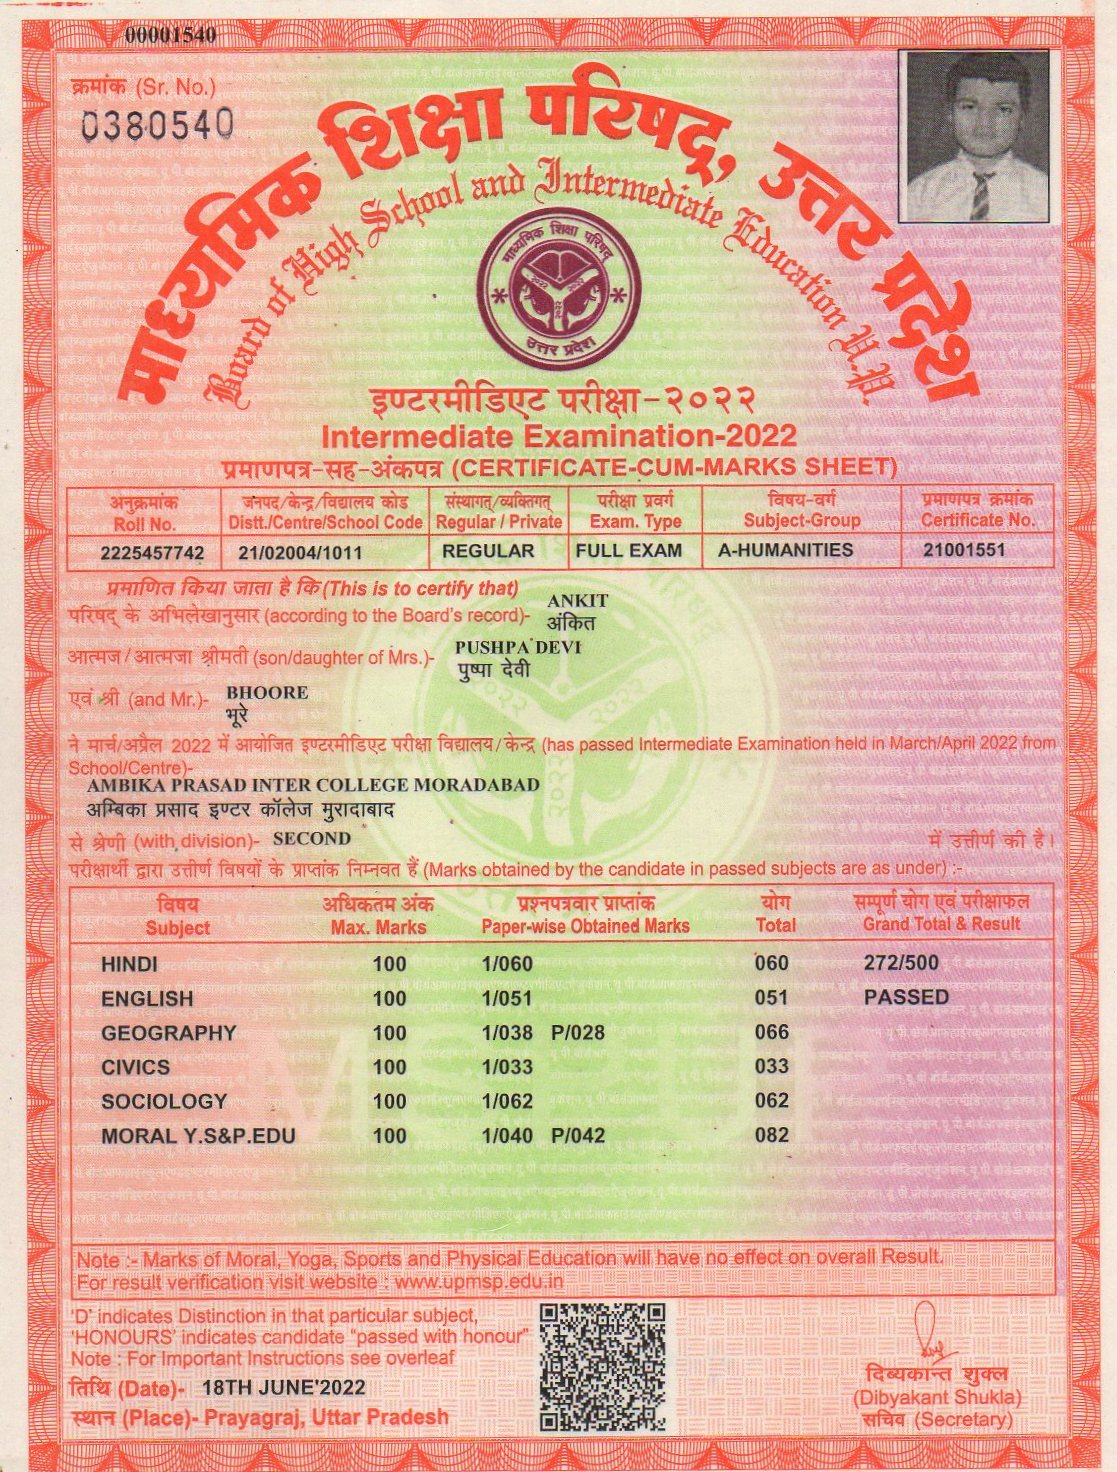 00001540
क्रमांक (Sr. No.)
0380540
माध्यमिक शिक्षा परिषद्, उत्तर प्रदेश
Board of High School and Intermediate Education U.P.
माध्यमिक शिक्षा परिषद्
उत्तर प्रदेश
इण्टरमीडिएट परीक्षा-२०२२
Intermediate Examination-2022
प्रमाणपत्र-सह-अंकपत्र (CERTIFICATE-CUM-MARKS SHEET)
अनुक्रमांक जनपद/केन्द्र/विद्यालय कोड संस्थागत्/व्यक्तिगत् परीक्षा प्रवर्ग विषय-वर्ग प्रमाणपत्र क्रमांक
Roll No. Distt./Centre/School Code Regular / Private Exam. Type Subject-Group Certificate No.
2225457742 21/02004/1011 REGULAR FULL EXAM A-HUMANITIES 21001551
प्रमाणित किया जाता है कि (This is to certify that)
परिषद् के अभिलेखानुसार (according to the Board's record)- ANKIT
अंकित
आत्मज/आत्मजा श्रीमती (son/daughter of Mrs.)- PUSHPA DEVI
पुष्पा देवी
एवं श्री (and Mr.)- BHOORE
भूरे
ने मार्च/अप्रैल 2022 में आयोजित इण्टरमीडिएट परीक्षा विद्यालय/केन्द्र (has passed Intermediate Examination held in March/April 2022 from
School/Centre)-
AMBIKA PRASAD INTER COLLEGE MORADABAD
अम्बिका प्रसाद इण्टर कॉलेज मुरादाबाद
से श्रेणी (with division)- SECOND में उत्तीर्ण की है।
परीक्षार्थी द्वारा उत्तीर्ण विषयों के प्राप्तांक निम्नवत हैं (Marks obtained by the candidate in passed subjects are as under) :-
विषय अधिकतम अंक प्रश्नपत्रवार प्राप्तांक योग सम्पूर्ण योग एवं परीक्षाफल
Subject Max. Marks Paper-wise Obtained Marks Total Grand Total & Result
HINDI 100 1/060 060 272/500
ENGLISH 100 1/051 051 PASSED
GEOGRAPHY 100 1/038 P/028 066
CIVICS 100 1/033 033
SOCIOLOGY 100 1/062 062
MORAL Y.S&P.EDU 100 1/040 P/042 082
Note :- Marks of Moral, Yoga, Sports and Physical Education will have no effect on overall Result.
For result verification visit website : www.upmsp.edu.in
'D' indicates Distinction in that particular subject,
'HONOURS' indicates candidate "passed with honour"
Note : For Important Instructions see overleaf
तिथि (Date)- 18TH JUNE'2022
स्थान (Place)- Prayagraj, Uttar Pradesh
दिब्यकान्त शुक्ल
(Dibyakant Shukla)
सचिव (Secretary)